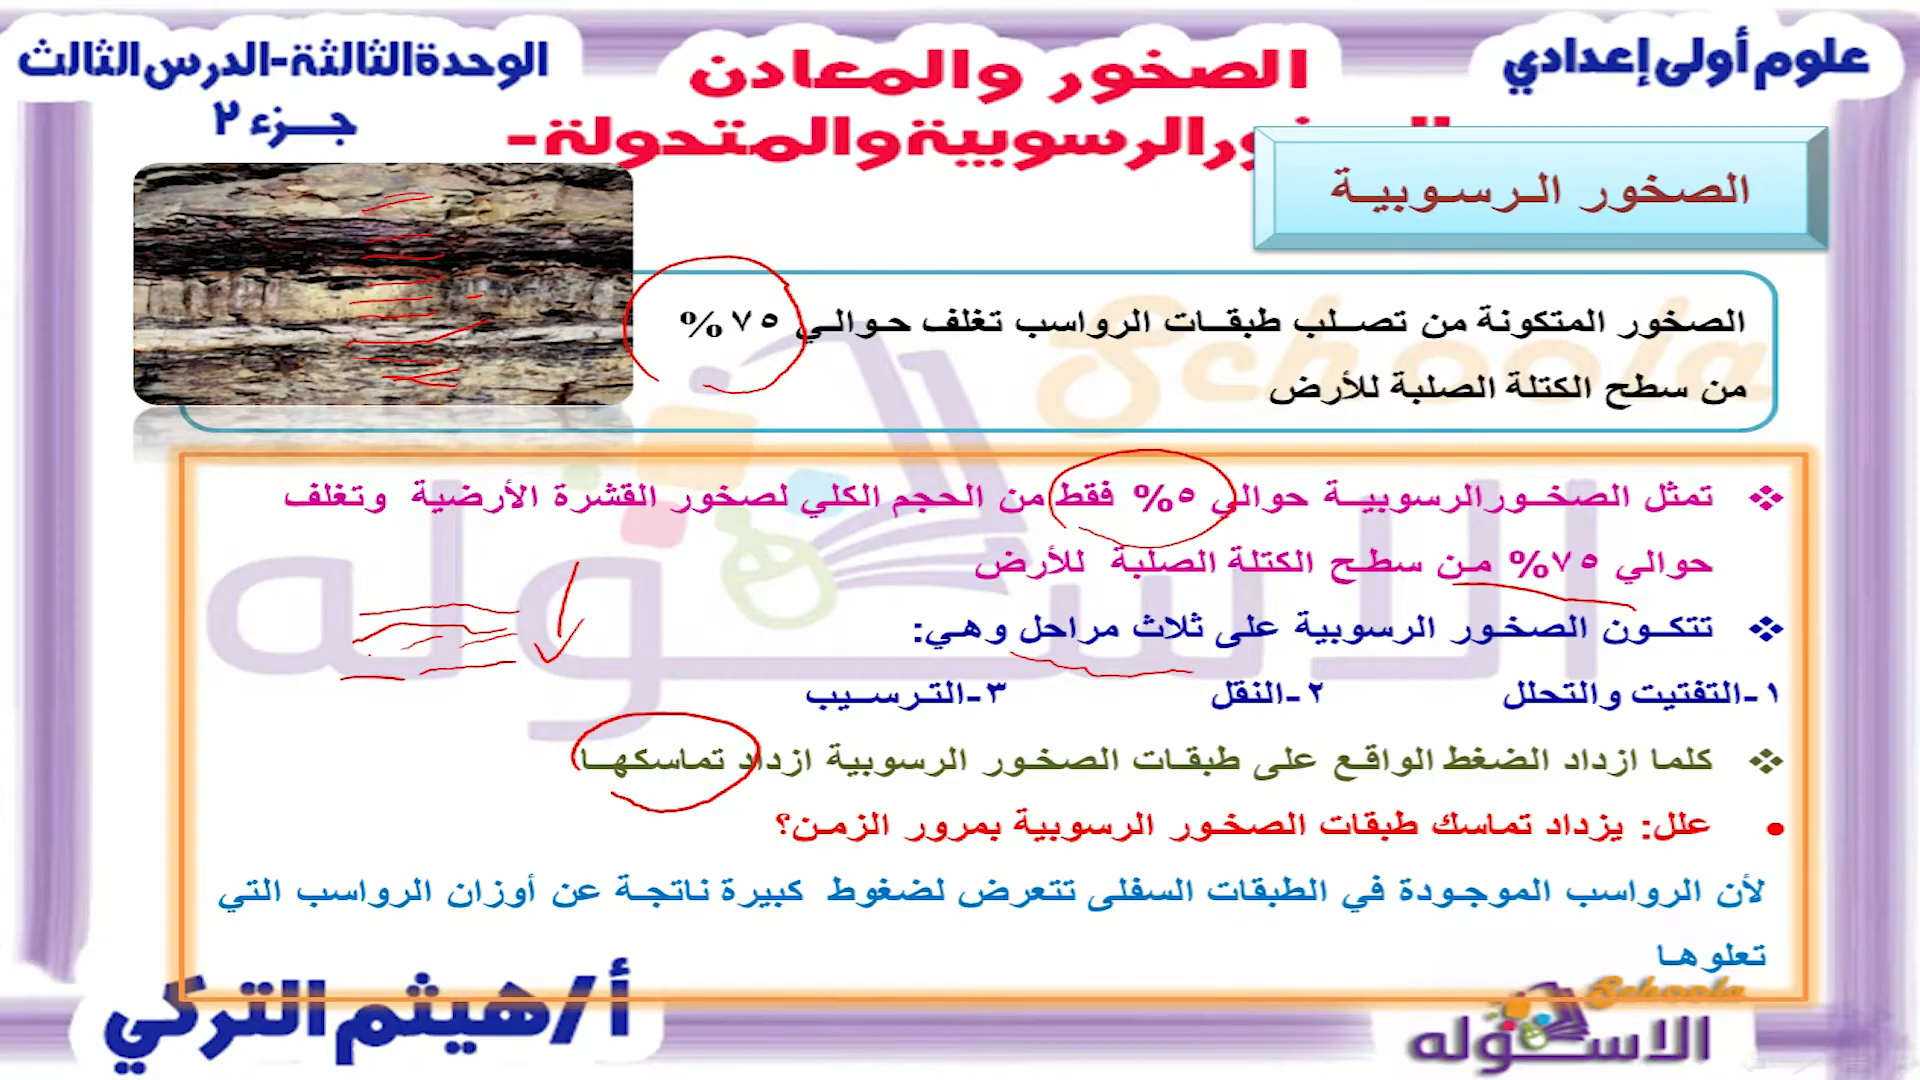 علوم أولى إعدادي
الصخور والمعادن
الوحدة الثالثة-الدرس الثالث
جزء ٢
الرسوبية والمتحولة-
الصخور الرسوبية
الصخور المتكونة من تصلب طبقات الرواسب تغلف حوالي ٧٥%
من سطح الكتلة الصلبة للأرض
تمثل الصخورالرسوبية حوالي ٥% فقط من الحجم الكلي لصخور القشرة الأرضية وتغلف
حوالي ٧٥% من سطح الكتلة الصلبة للأرض
تتكون الصخور الرسوبية على ثلاث مراحل وهي:
١-التفتيت والتحلل ٢-النقل ٣-الترسيب
كلما ازداد الضغط الواقع على طبقات الصخور الرسوبية ازداد تماسكها
علل: يزداد تماسك طبقات الصخور الرسوبية بمرور الزمن؟
لأن الرواسب الموجودة في الطبقات السفلى تتعرض لضغوط كبيرة ناتجة عن أوزان الرواسب التي
تعلوها
أ/هيثم التركي
Schoola
الاسكوله